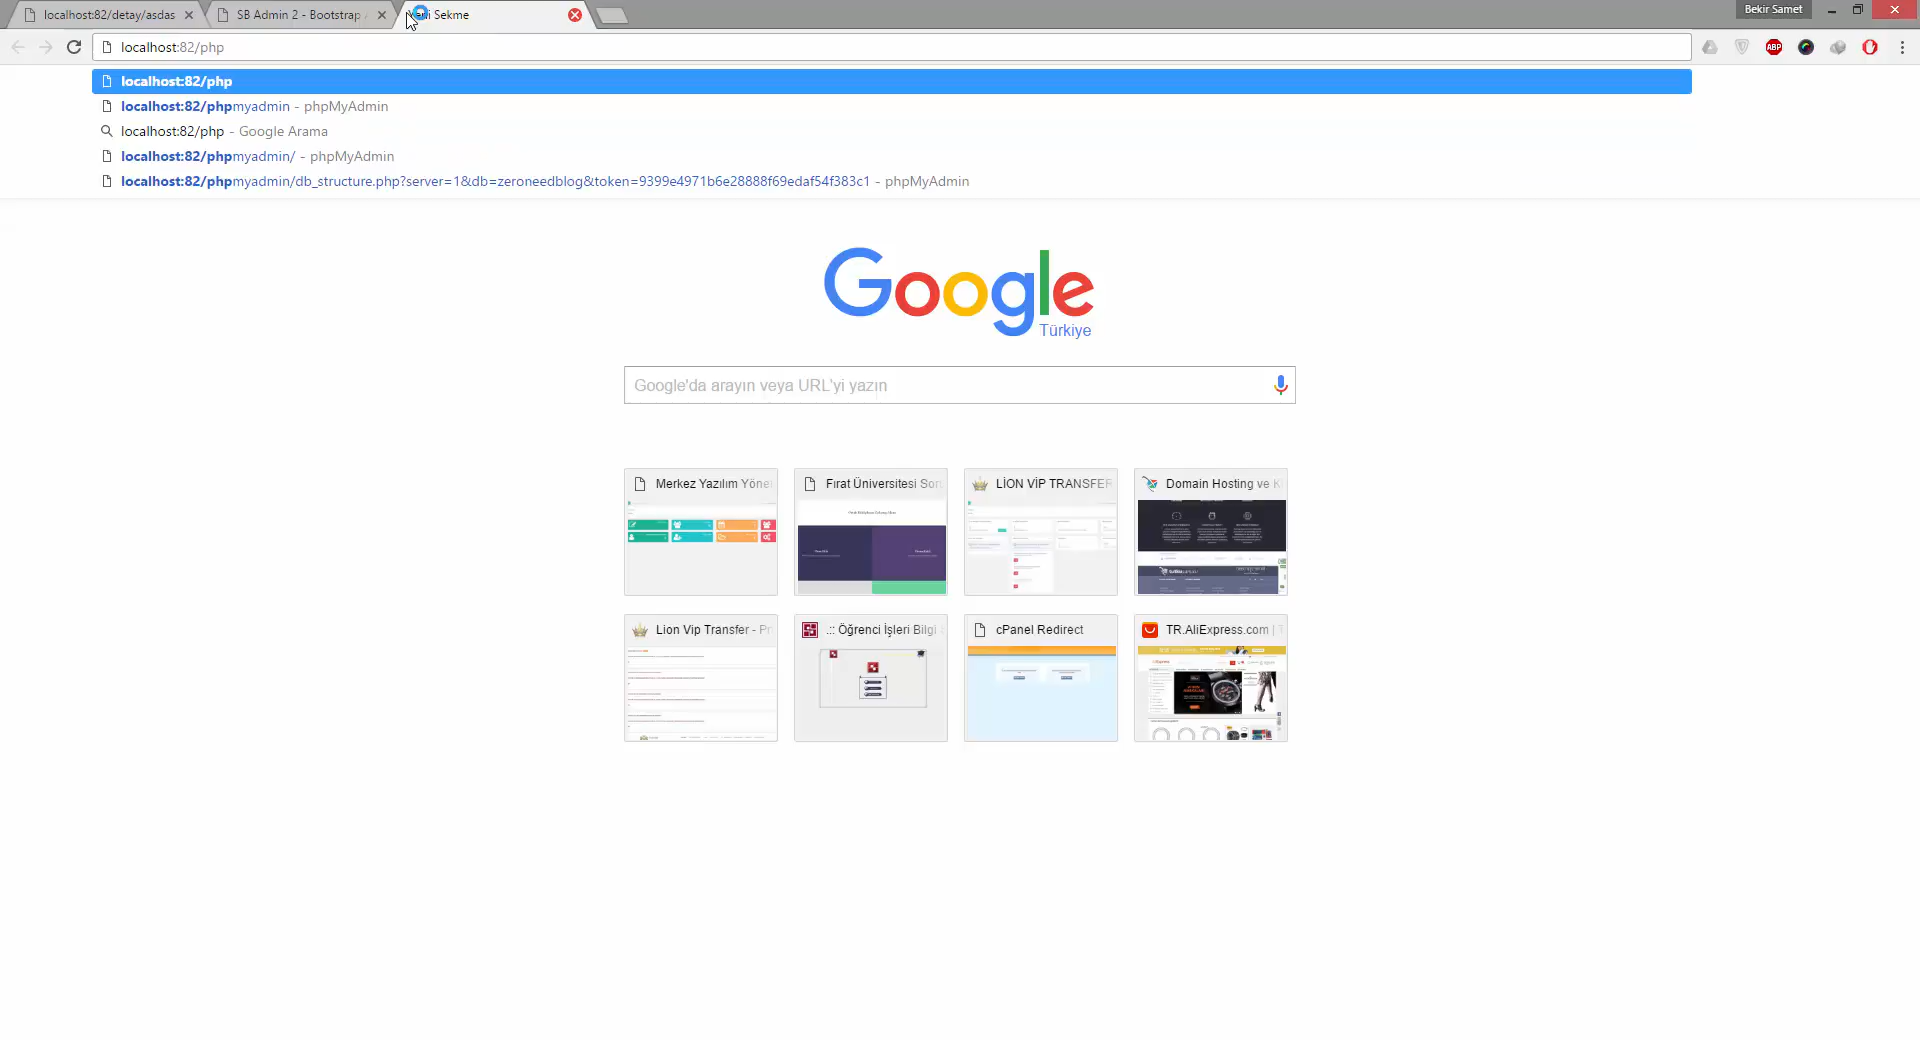 localhost:82/detay/asdas
SB Admin 2 - Bootstrap
Sekme
Bekir Samet
localhost:82/php
ABP
localhost:82/php
localhost:82/phpmyadmin - phpMyAdmin
localhost:82/php - Google Arama
localhost:82/phpmyadmin/ - phpMyAdmin
localhost:82/phpmyadmin/db_structure.php?server=1&db=zeroneedblog&token=9399e4971b6e28888f69edaf54f383c1 - phpMyAdmin
Google
Türkiye
Google'da arayın veya URL'yi yazın
Merkez Yazılım Yöne
Fırat Üniversitesi Sor
LİON VİP TRANSFER
Domain Hosting ve K
Lion Vip Transfer - Pr
.:: Öğrenci İşleri Bilgi
cPanel Redirect
TR.AliExpress.com |